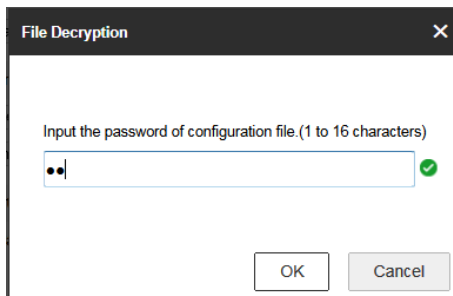 File Decryption
Input the password of configuration file.(1 to 16 characters)
••
OK
Cancel